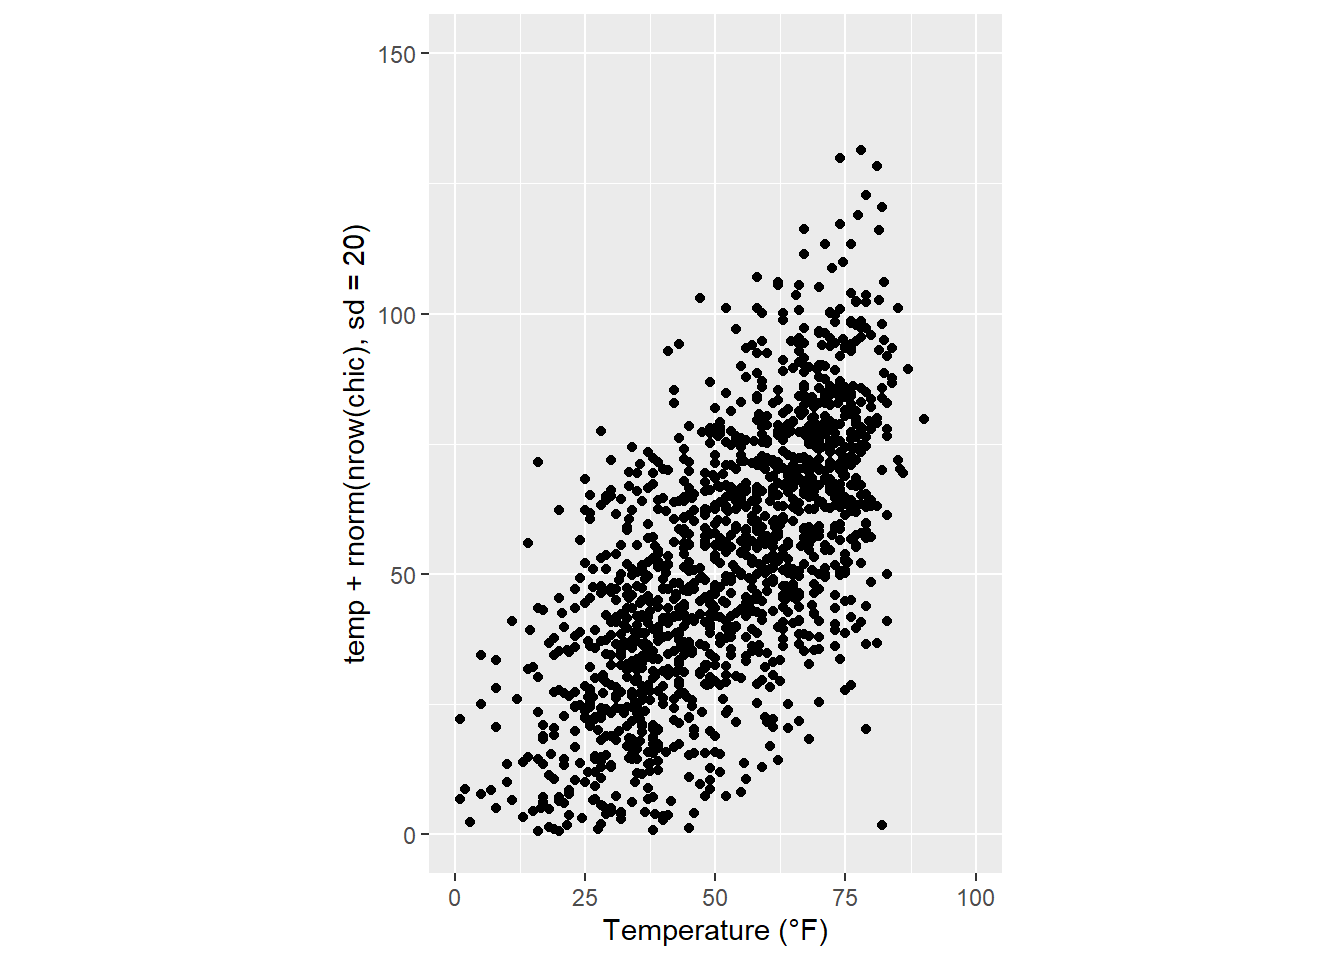 150
100
50
0
temp + rnorm(nrow(chic), sd = 20)
0 25 50 75 100
Temperature (°F)